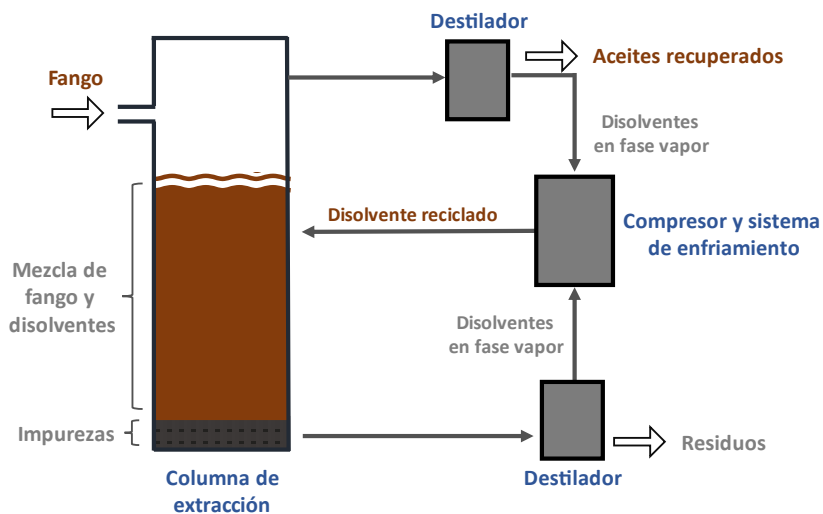 Destilador
Aceites recuperados
Fango
Disolventes
en fase vapor
Disolvente reciclado
Compresor y sistema
de enfriamiento
Mezcla de
fango y
disolventes
Disolventes
en fase vapor
Impurezas
Residuos
Destilador
Columna de
extracción